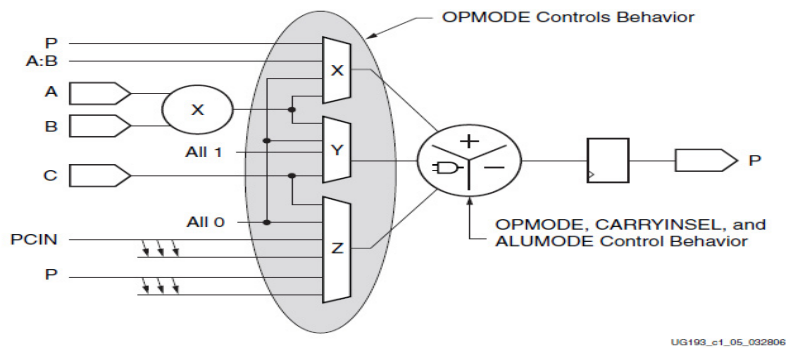 OPMODE Controls Behavior
P
A:B
A
X
X
B
All 1
Y
C
P
All 0
OPMODE, CARRYINSEL, and
ALUMODE Control Behavior
PCIN
Z
P
UG193_c1_05_032806